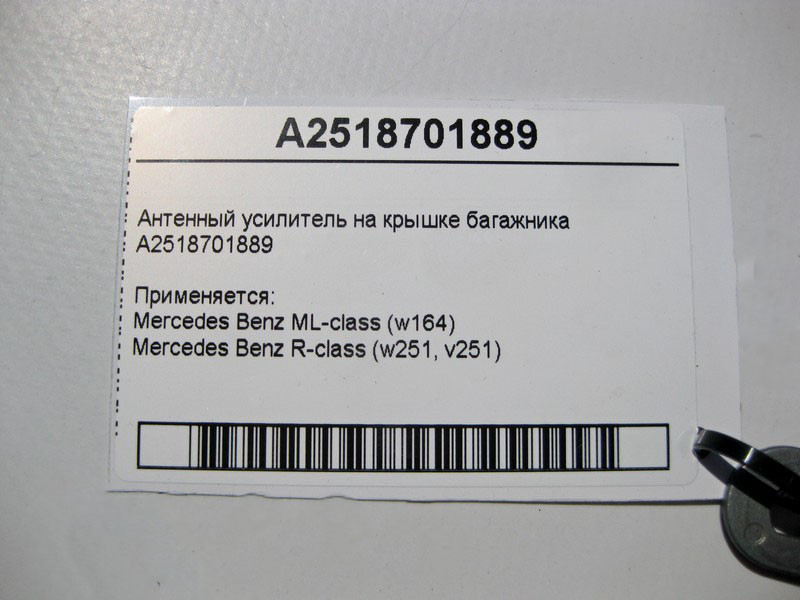 A2518701889
Антенный усилитель на крышке багажника
A2518701889
Применяется:
Mercedes Benz ML-class (w164)
Mercedes Benz R-class (w251, v251)